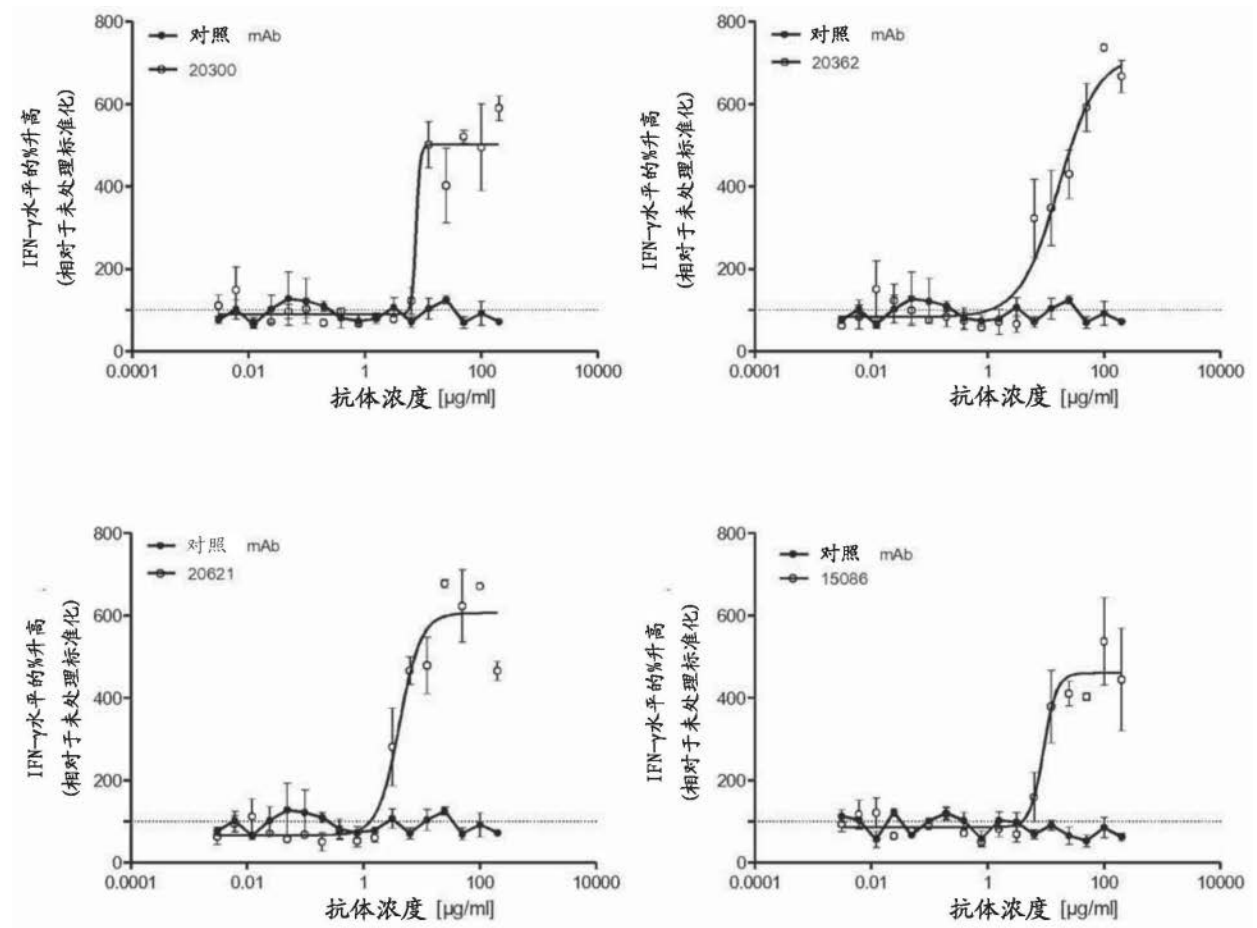 800
600
400
200
0
对照 mAb
20300
IFN-γ水平的%升高
(相对于未处理标准化)
0.0001
0.01
1
100
10000
抗体浓度 [µg/ml]
800
600
400
200
0
对照 mAb
20362
IFN-γ水平的%升高
(相对于未处理标准化)
0.0001
0.01
1
100
10000
抗体浓度 [µg/ml]
800
600
400
200
0
对照 mAb
20621
IFN-γ水平的%升高
(相对于未处理标准化)
0.0001
0.01
1
100
10000
抗体浓度 [µg/ml]
800
600
400
200
0
对照 mAb
15086
IFN-γ水平的%升高
(相对于未处理标准化)
0.0001
0.01
1
100
10000
抗体浓度 [µg/ml]